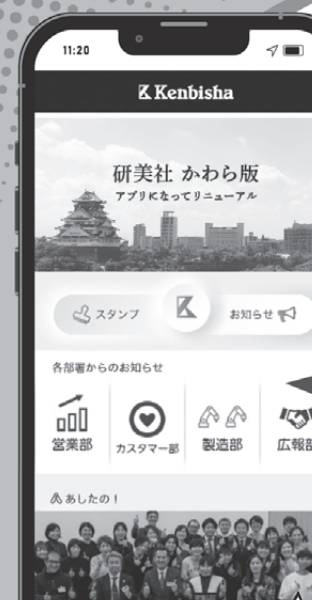 11:20
Kenbisha
研美社 かわら版
アプリになってリニューアル
スタンプ
お知らせ
各部署からのお知らせ
営業部
カスタマー部
製造部
広報部
あしたの！